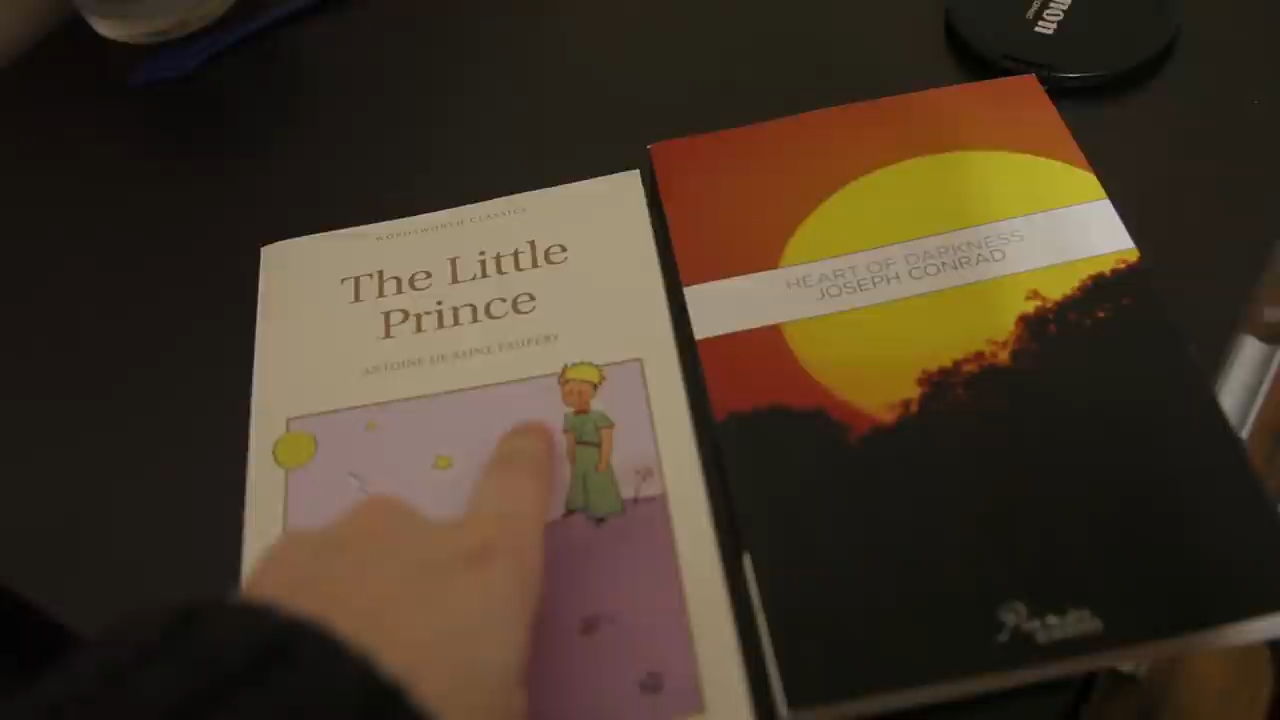 WORDSWORTH CLASSICS
The Little
Prince
ANTOINE DE SAINT-EXUPÉRY
HEART OF DARKNESS
JOSEPH CONRAD